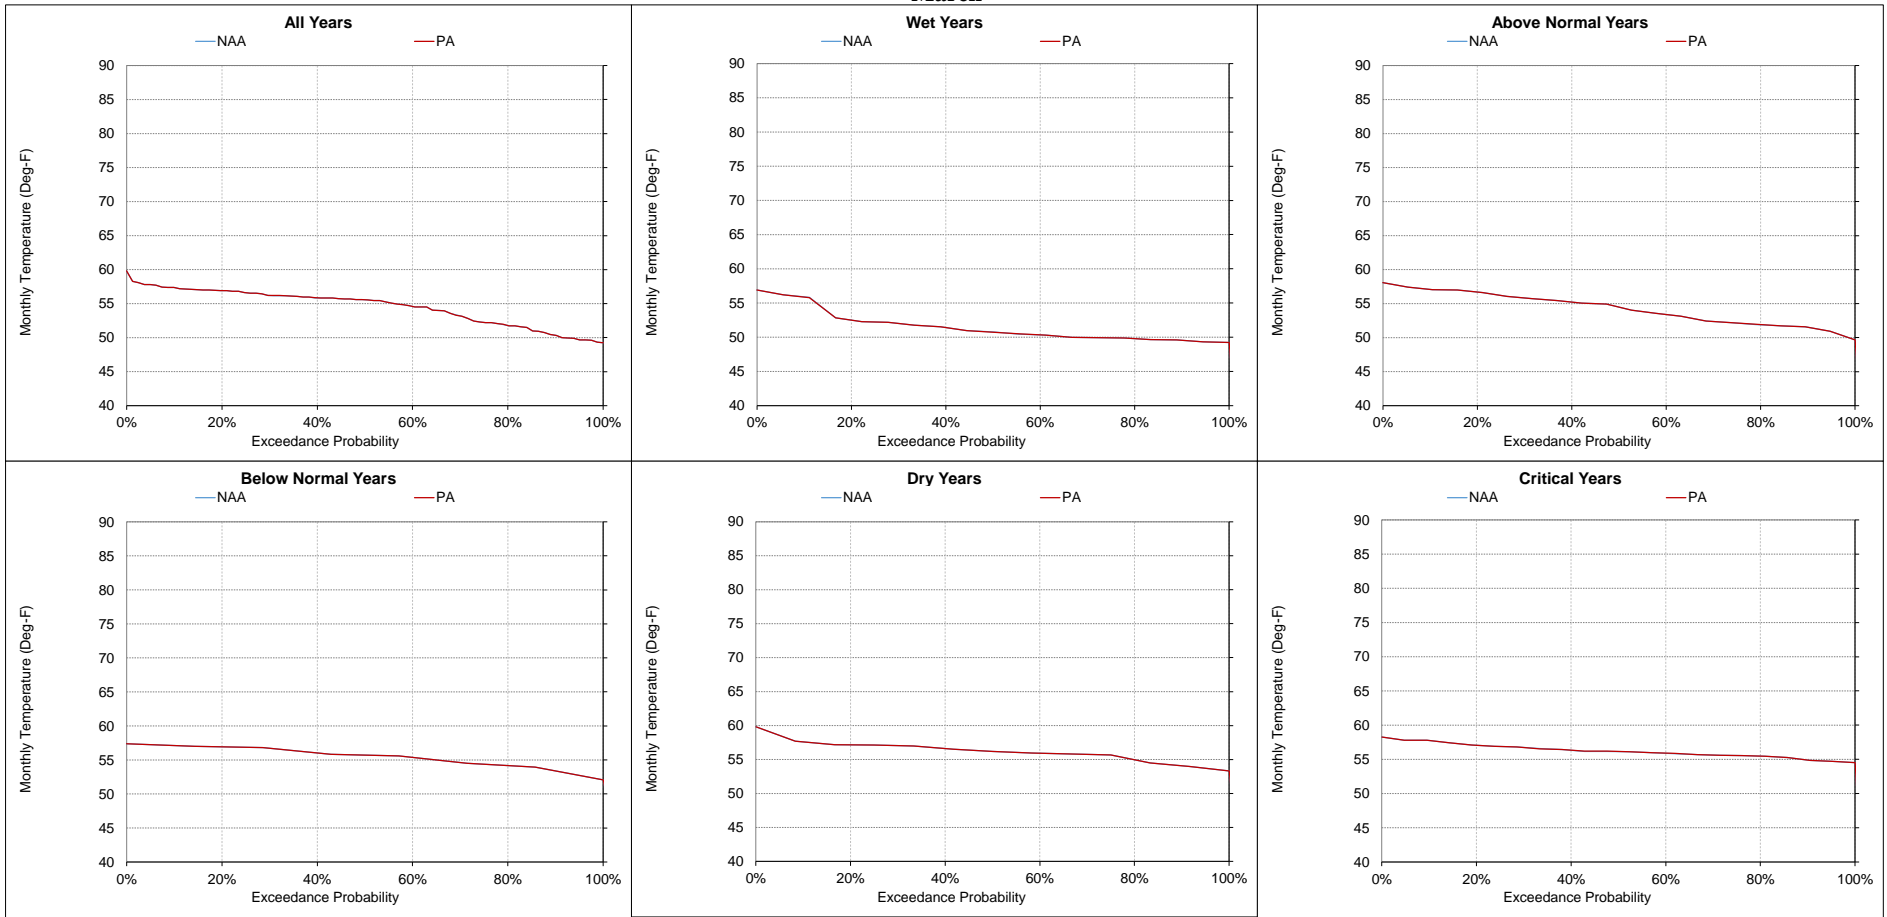 All Years
NAA PA
90
85
80
75
70
65
60
55
50
45
40
0% 20% 40% 60% 80% 100%
Monthly Temperature (Deg-F)
Exceedance Probability
Wet Years
NAA PA
90
85
80
75
70
65
60
55
50
45
40
0% 20% 40% 60% 80% 100%
Monthly Temperature (Deg-F)
Exceedance Probability
Above Normal Years
NAA PA
90
85
80
75
70
65
60
55
50
45
40
0% 20% 40% 60% 80% 100%
Monthly Temperature (Deg-F)
Exceedance Probability
Below Normal Years
NAA PA
90
85
80
75
70
65
60
55
50
45
40
0% 20% 40% 60% 80% 100%
Monthly Temperature (Deg-F)
Exceedance Probability
Dry Years
NAA PA
90
85
80
75
70
65
60
55
50
45
40
0% 20% 40% 60% 80% 100%
Monthly Temperature (Deg-F)
Exceedance Probability
Critical Years
NAA PA
90
85
80
75
70
65
60
55
50
45
40
0% 20% 40% 60% 80% 100%
Monthly Temperature (Deg-F)
Exceedance Probability